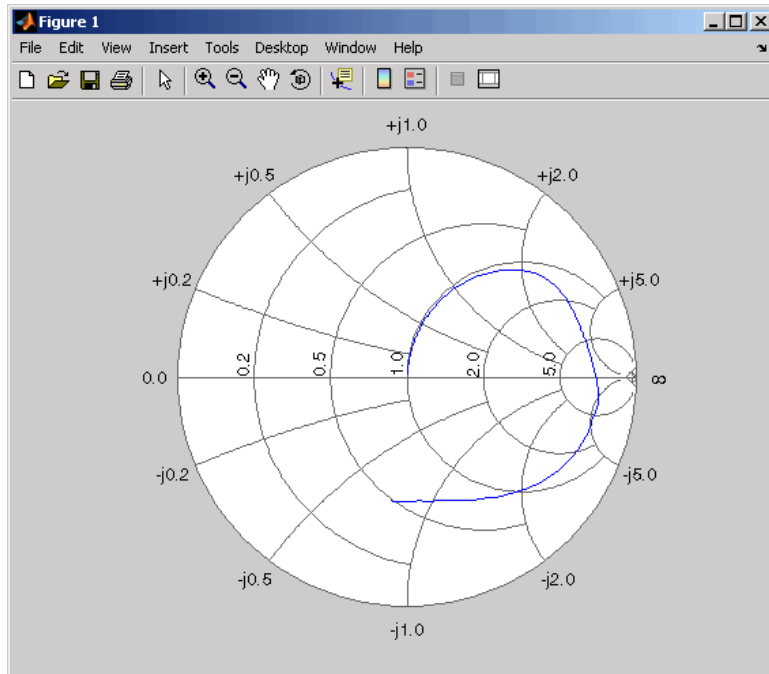 Figure 1
File Edit View Insert Tools Desktop Window Help
+j1.0
+j0.5
+j2.0
+j0.2
+j5.0
0.0
0.2
0.5
1.0
2.0
5.0
∞
-j0.2
-j5.0
-j0.5
-j2.0
-j1.0